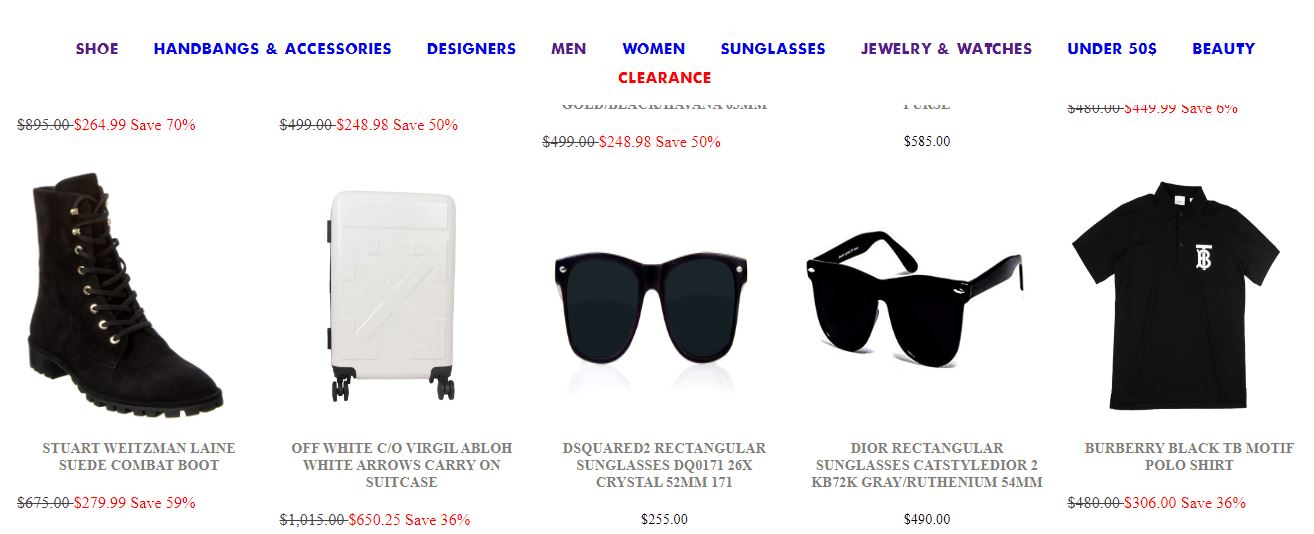 SHOE HANDBANGS & ACCESSORIES DESIGNERS MEN WOMEN SUNGLASSES JEWELRY & WATCHES UNDER 50$ BEAUTY
CLEARANCE
GOLD/BLACK/HAVANA 63MM PURSE $480.00 $449.99 Save 6%
$895.00 $264.99 Save 70% $499.00 $248.98 Save 50%
$499.00 $248.98 Save 50% $585.00
TB
STUART WEITZMAN LAINE
SUEDE COMBAT BOOT
$675.00 $279.99 Save 59%
OFF WHITE C/O VIRGIL ABLOH
WHITE ARROWS CARRY ON
SUITCASE
$1,015.00 $650.25 Save 36%
DSQUARED2 RECTANGULAR
SUNGLASSES DQ0171 26X
CRYSTAL 52MM 171
$255.00
DIOR RECTANGULAR
SUNGLASSES CATSTYLEDIOR 2
KB72K GRAY/RUTHENIUM 54MM
$490.00
BURBERRY BLACK TB MOTIF
POLO SHIRT
$480.00 $306.00 Save 36%